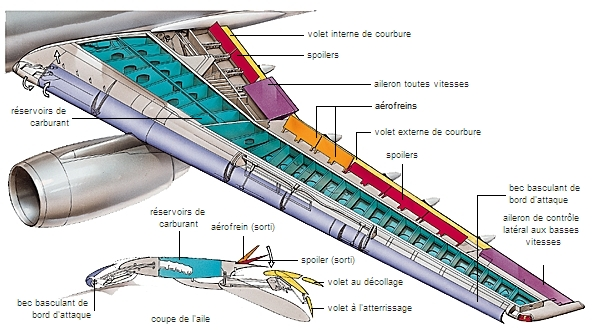 volet interne de courbure
spoilers
aileron toutes vitesses
aérofreins
réservoirs de
carburant
volet externe de courbure
spoilers
bec basculant de
bord d'attaque
aileron de contrôle
latéral aux basses
vitesses
réservoirs de
carburant
aérofrein (sorti)
spoiler (sorti)
volet au décollage
volet à l'atterrissage
bec basculant de
bord d'attaque
coupe de l'aile